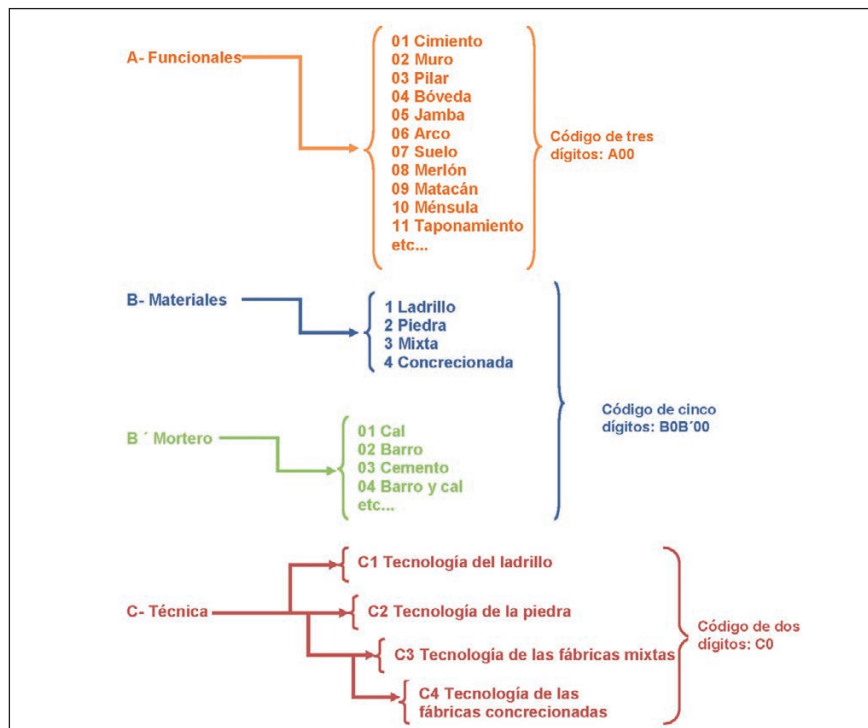 A- Funcionales
01 Cimiento
02 Muro
03 Pilar
04 Bóveda
05 Jamba
06 Arco
07 Suelo
08 Merlón
09 Matacán
10 Ménsula
11 Taponamiento
etc...
Código de tres
dígitos: A00
B- Materiales
1 Ladrillo
2 Piedra
3 Mixta
4 Concrecionada
Código de cinco
dígitos: B0B´00
B ´ Mortero
01 Cal
02 Barro
03 Cemento
04 Barro y cal
etc...
C- Técnica
C1 Tecnología del ladrillo
C2 Tecnología de la piedra
C3 Tecnología de las fábricas mixtas
C4 Tecnología de las
fábricas concrecionadas
Código de dos
dígitos: C0